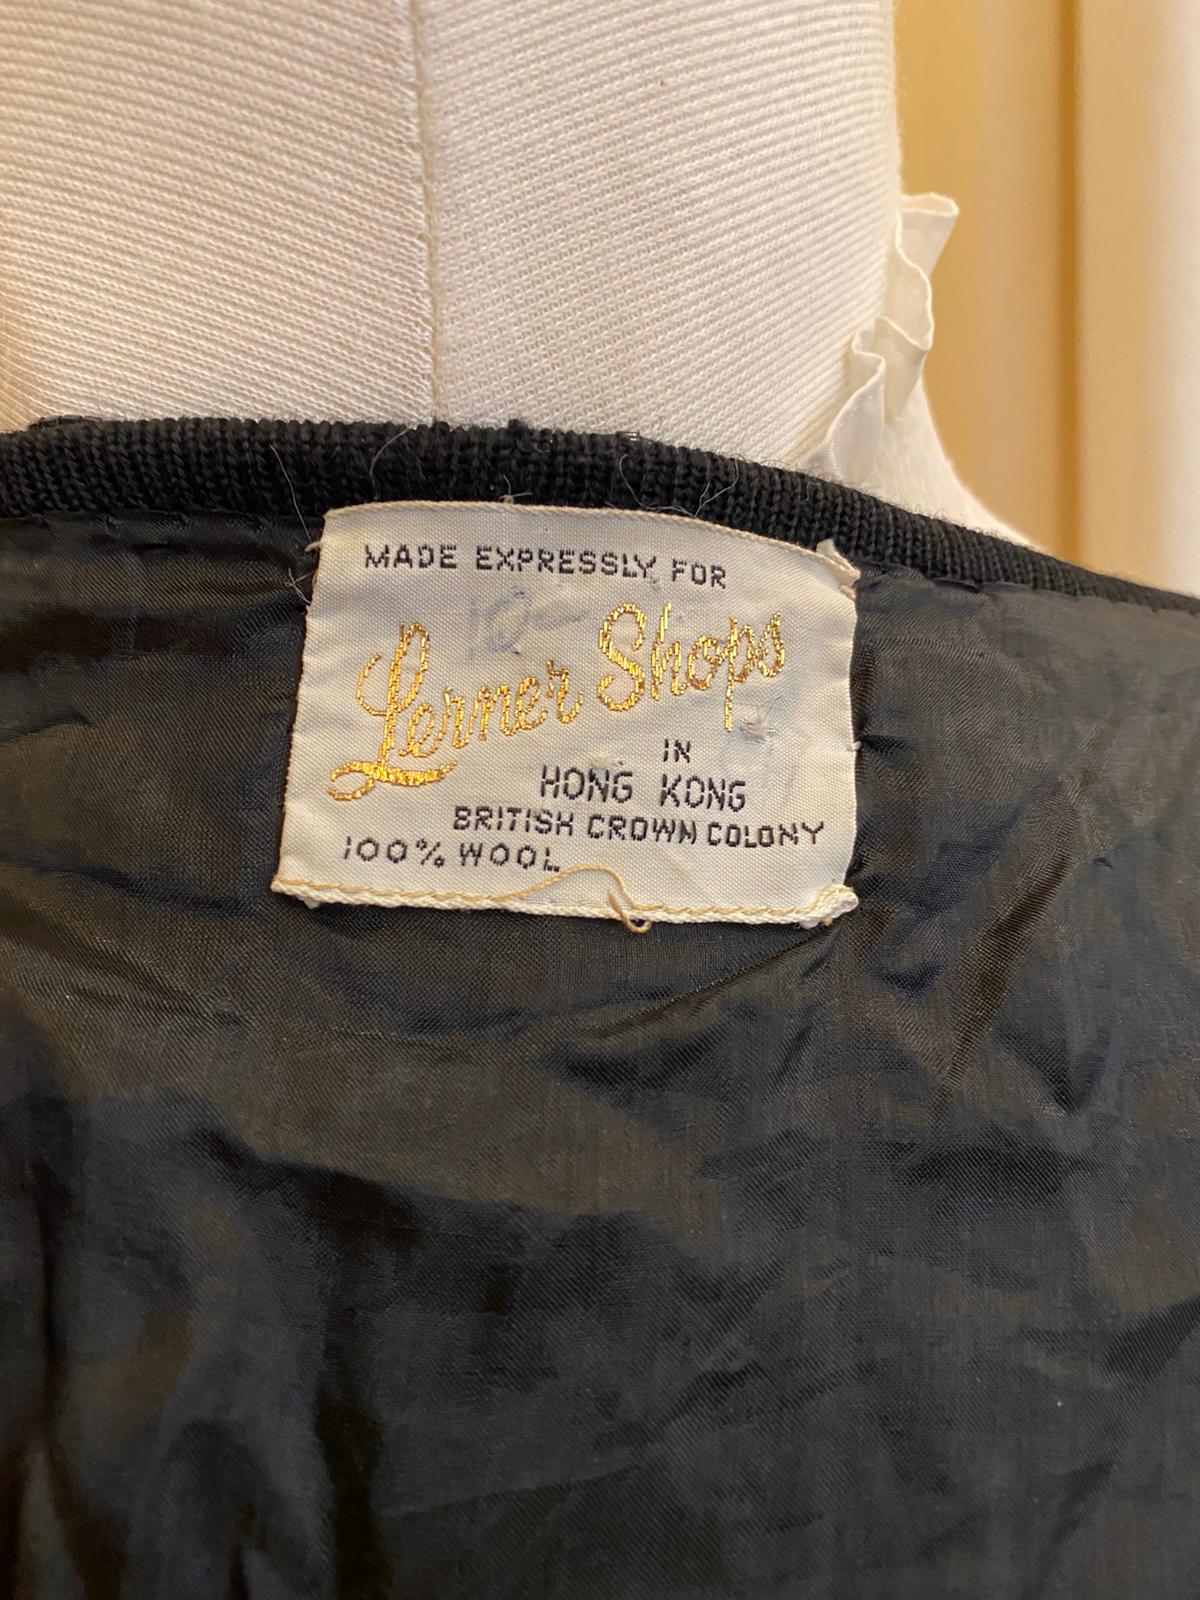 MADE EXPRESSLY FOR
Lerner Shops
IN
HONG KONG
BRITISH CROWN COLONY
100% WOOL